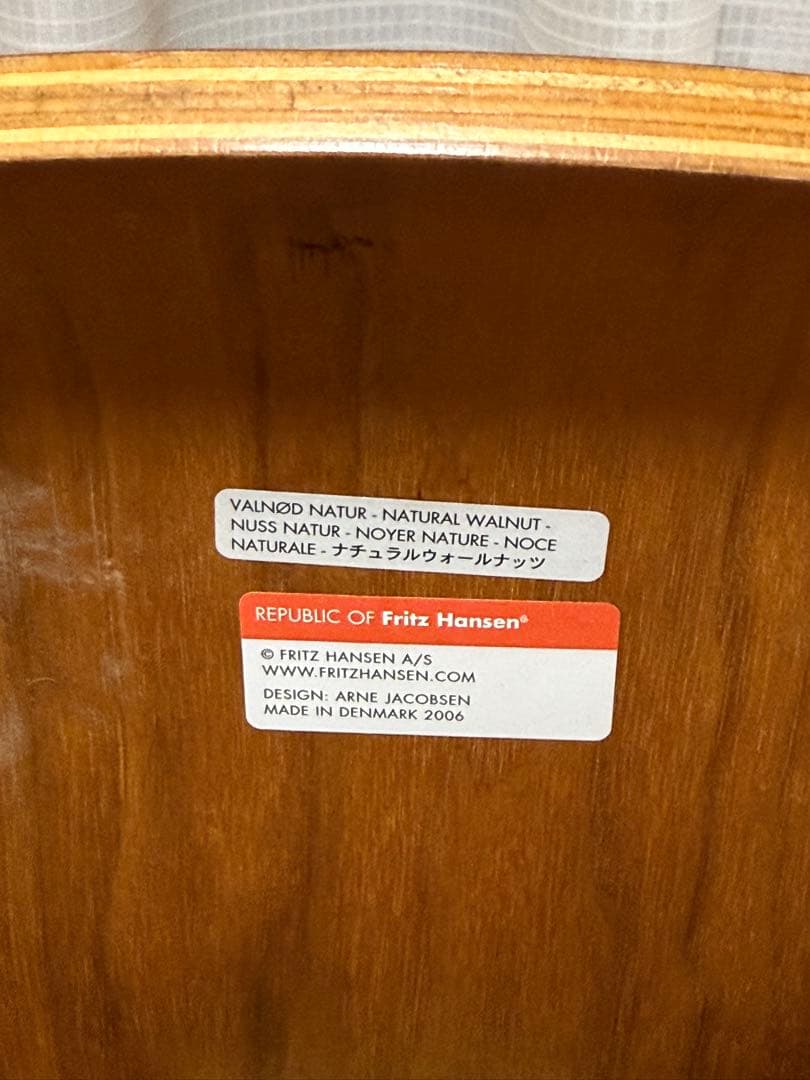 VALNØD NATUR - NATURAL WALNUT -
NUSS NATUR - NOYER NATURE - NOCE
NATURALE - ナチュラルウォールナッツ
REPUBLIC OF Fritz Hansen®
© FRITZ HANSEN A/S
WWW.FRITZHANSEN.COM
DESIGN: ARNE JACOBSEN
MADE IN DENMARK 2006